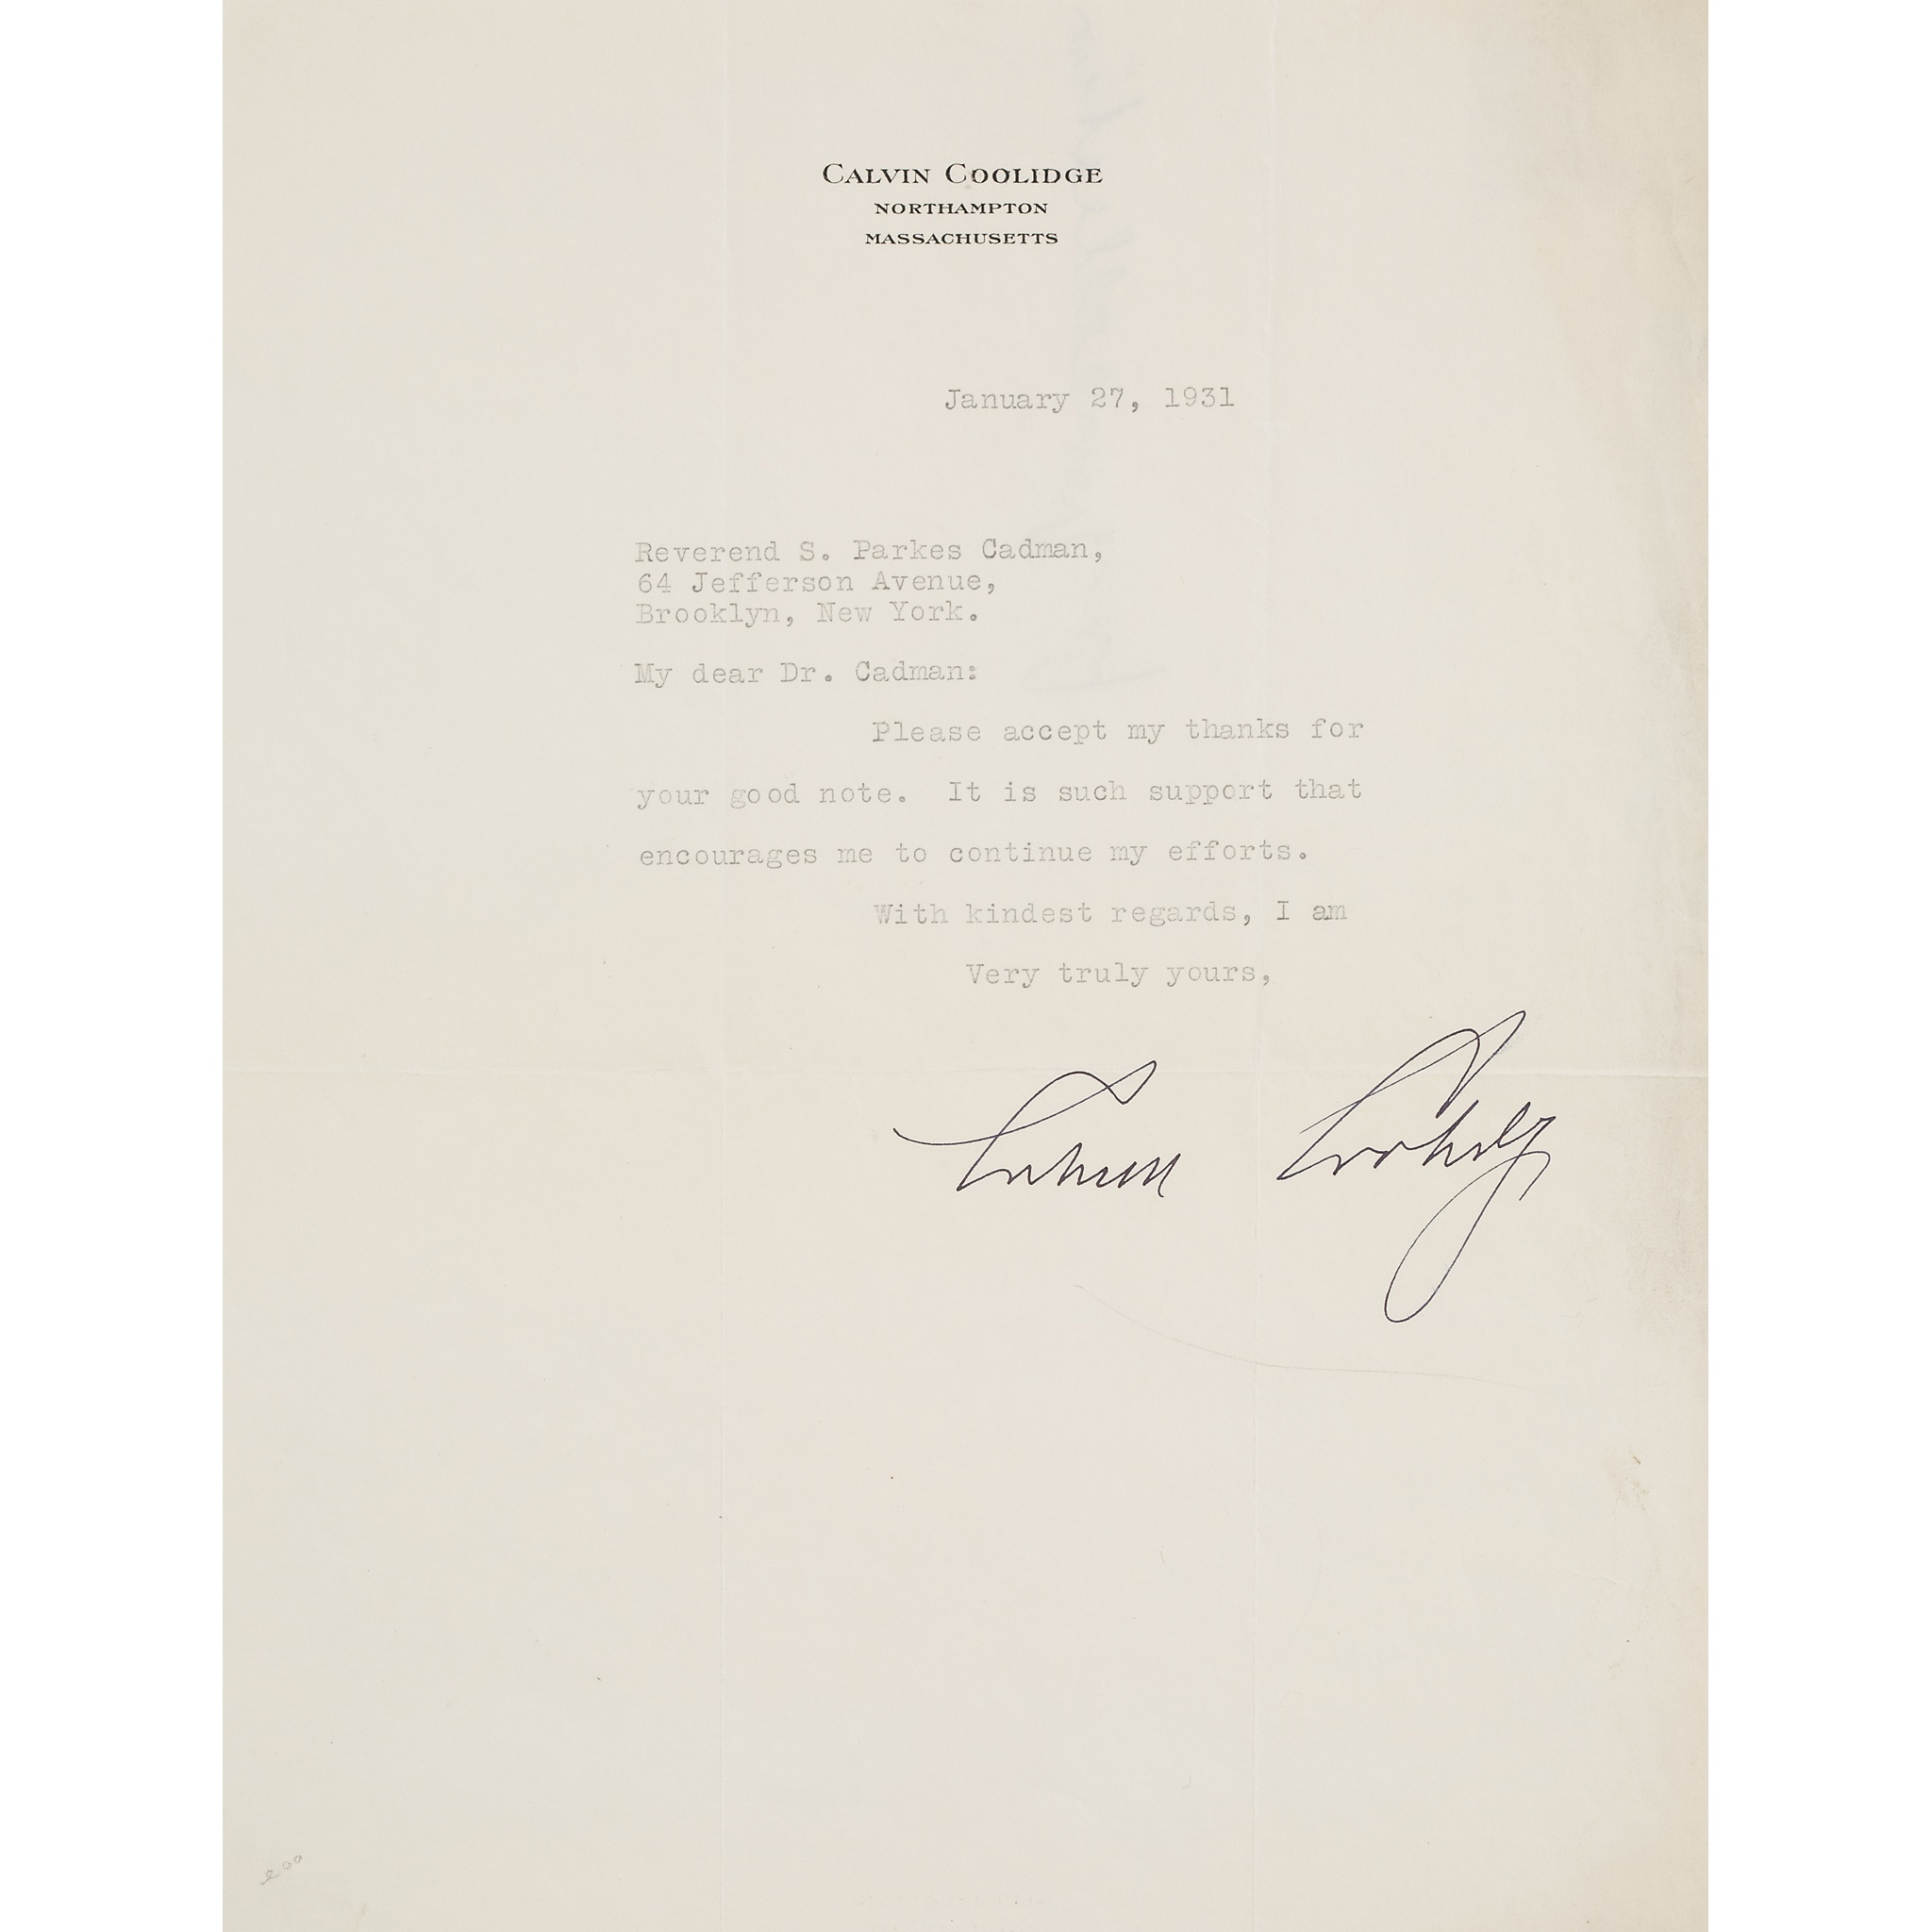 CALVIN COOLIDGE
NORTHAMPTON
MASSACHUSETTS
January 27, 1931
Reverend S. Parkes Cadman,
64 Jefferson Avenue,
Brooklyn, New York.
My dear Dr. Cadman:
Please accept my thanks for
your good note. It is such support that
encourages me to continue my efforts.
With kindest regards, I am
Very truly yours,
Calvin Coolidge